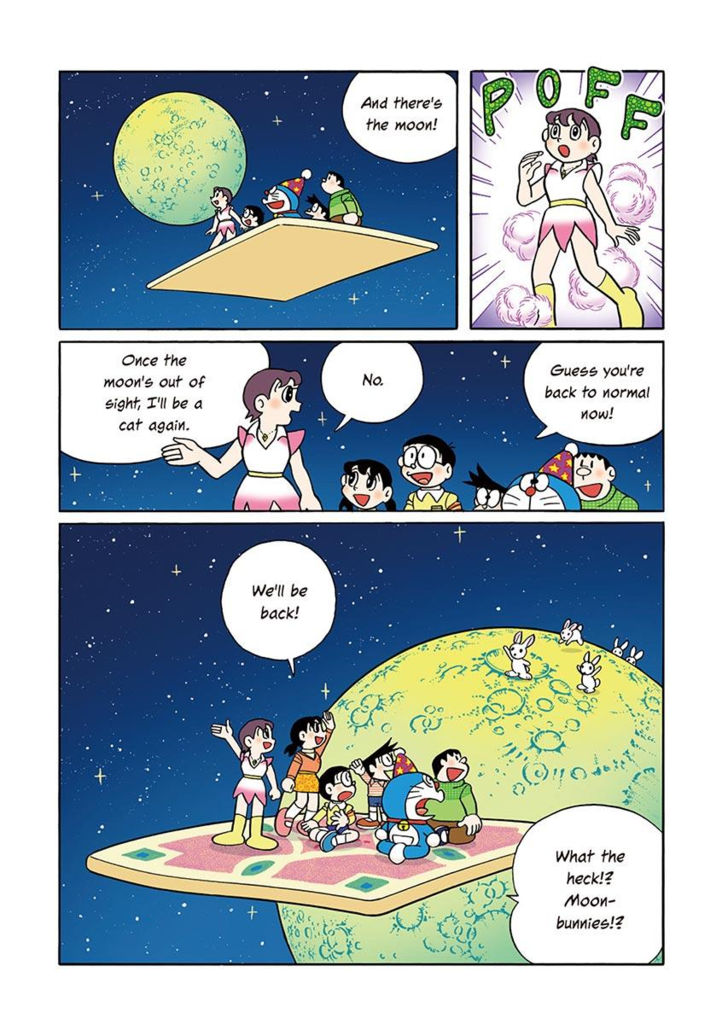 And there's
the moon!
POFF
Once the
moon's out of
sight, I'll be a
cat again.
No.
Guess you're
back to normal
now!
We'll be
back!
What the
heck!?
Moon-
bunnies!?